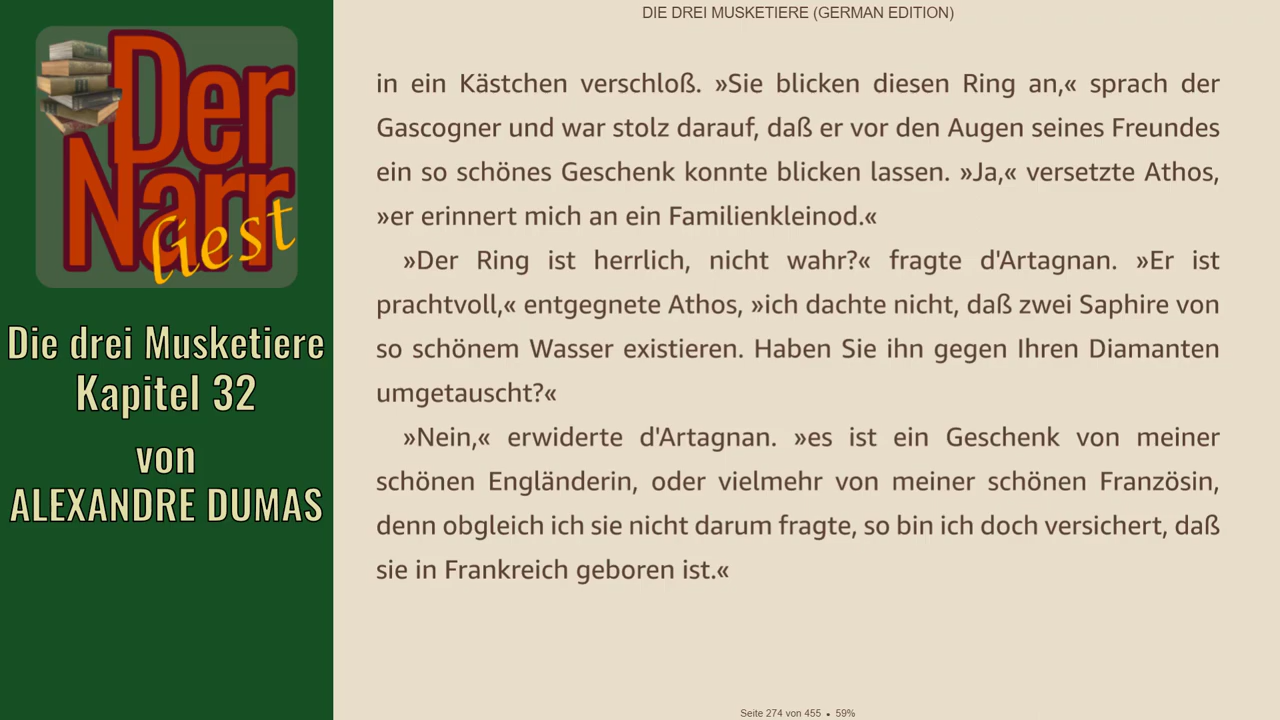 Der
Narr
liest
Die drei Musketiere
Kapitel 32
von
ALEXANDRE DUMAS
DIE DREI MUSKETIERE (GERMAN EDITION)
in ein Kästchen verschloß. »Sie blicken diesen Ring an,« sprach der
Gascogner und war stolz darauf, daß er vor den Augen seines Freundes
ein so schönes Geschenk konnte blicken lassen. »Ja,« versetzte Athos,
»er erinnert mich an ein Familienkleinod.«
»Der Ring ist herrlich, nicht wahr?« fragte d'Artagnan. »Er ist
prachtvoll,« entgegnete Athos, »ich dachte nicht, daß zwei Saphire von
so schönem Wasser existieren. Haben Sie ihn gegen Ihren Diamanten
umgetauscht?«
»Nein,« erwiderte d'Artagnan. »es ist ein Geschenk von meiner
schönen Engländerin, oder vielmehr von meiner schönen Französin,
denn obgleich ich sie nicht darum fragte, so bin ich doch versichert, daß
sie in Frankreich geboren ist.«
Seite 274 von 455 • 59%